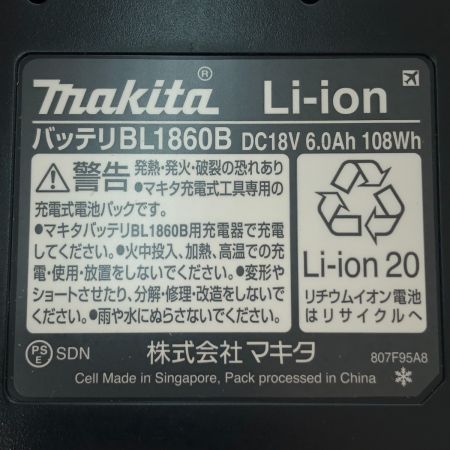 makita® Li-ion
バッテリBL1860B DC18V 6.0Ah 108Wh
警告 発熱・発火・破裂の恐れあり
●マキタ充電式工具専用の
充電式電池パックです。
●マキタバッテリBL1860B用充電器で充電
してください。●火中投入、加熱、高温での充
電・使用・放置をしないでください。●変形や
ショートさせたり、分解・修理・改造をしない
でください。●雨や水にぬらさないでください。
Li-ion 20
リチウムイオン電池
はリサイクルへ
PS
E
SDN
株式会社マキタ
807F95A8
Cell Made in Singapore, Pack processed in China